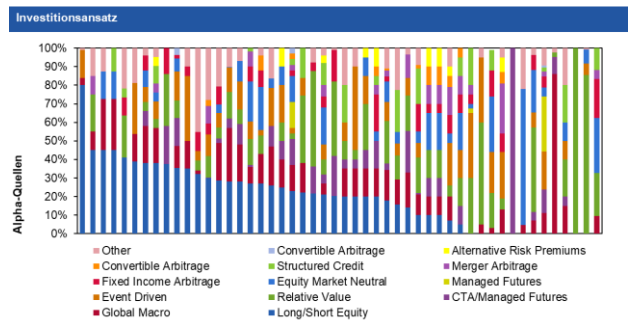 Investitionsansatz
Alpha-Quellen
100%
90%
80%
70%
60%
50%
40%
30%
20%
10%
0%
Other Convertible Arbitrage Alternative Risk Premiums
Convertible Arbitrage Structured Credit Merger Arbitrage
Fixed Income Arbitrage Equity Market Neutral Managed Futures
Event Driven Relative Value CTA/Managed Futures
Global Macro Long/Short Equity